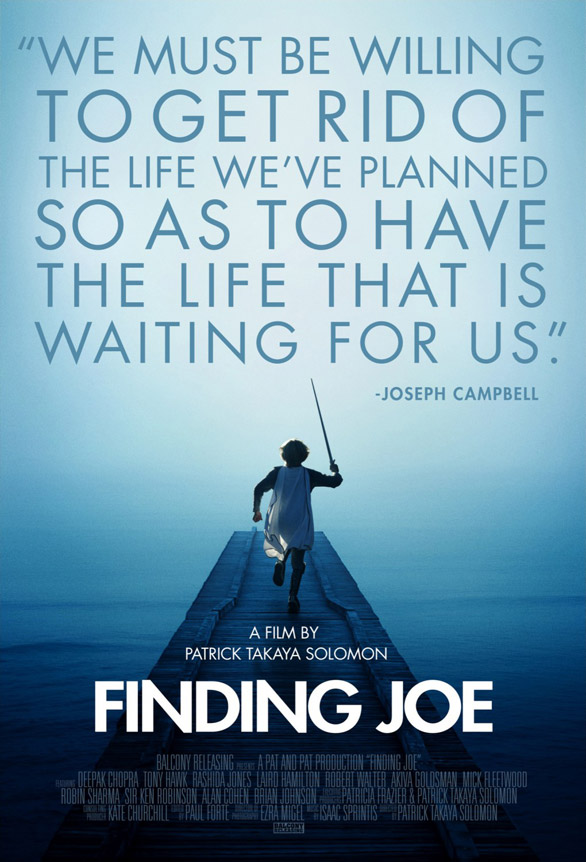 “WE MUST BE WILLING
TO GET RID OF
THE LIFE WE’VE PLANNED
SO AS TO HAVE
THE LIFE THAT IS
WAITING FOR US.”
-JOSEPH CAMPBELL
A FILM BY
PATRICK TAKAYA SOLOMON
FINDING JOE
BALCONY RELEASING PRESENTS A PAT AND PAT PRODUCTION "FINDING JOE"
FEATURING DEEPAK CHOPRA TONY HAWK RASHIDA JONES LAIRD HAMILTON ROBERT WALTER AKIVA GOLDSMAN MICK FLEETWOOD
ROBIN SHARMA SIR KEN ROBINSON ALAN COHEN BRIAN JOHNSON PATRICIA FRAZIER & PATRICK TAKAYA SOLOMON
KATE CHURCHILL PAUL FORTE EZRA MIGEL ISAAC SPRINTIS PATRICK TAKAYA SOLOMON
BALCONY